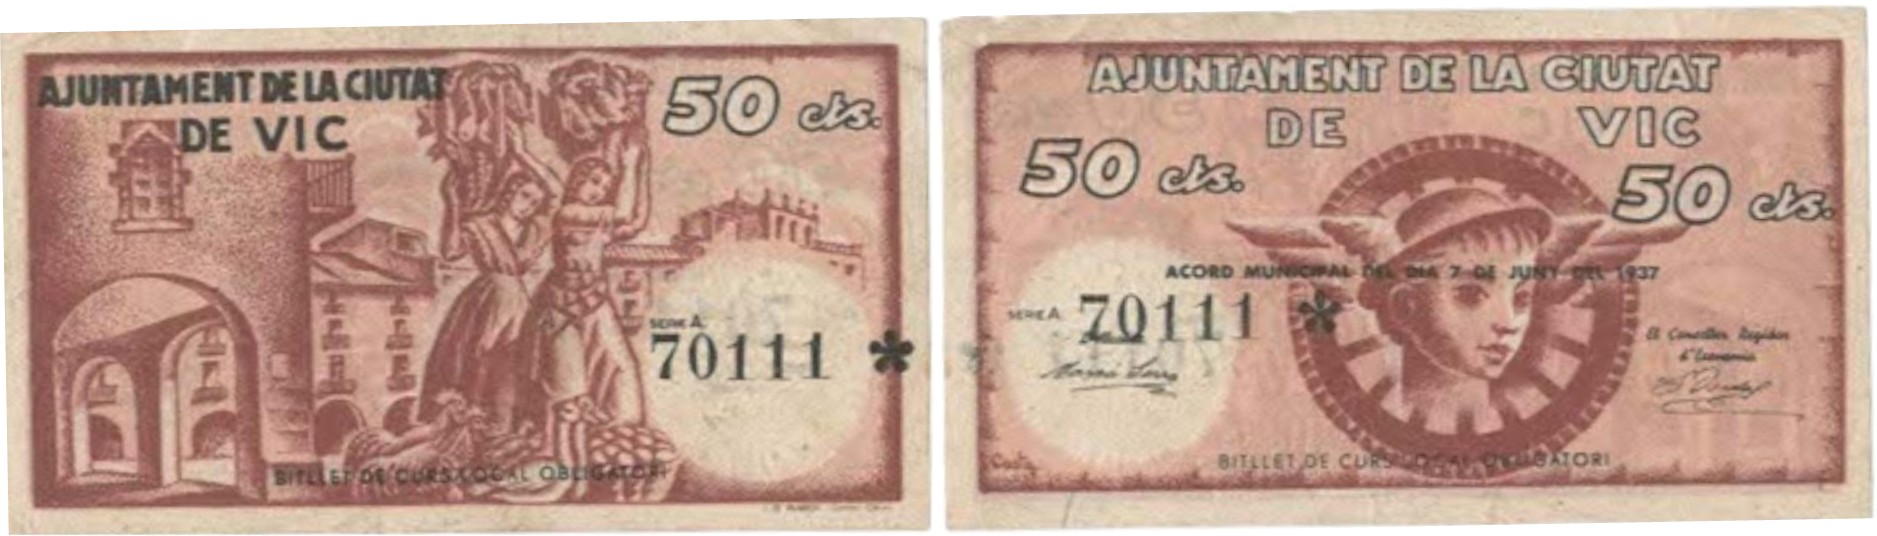 AJUNTAMENT DE LA CIUTAT
DE VIC
50 cts.
SERIE A.
70111 *
BITLLET DE CURS LOCAL OBLIGATORI
AJUNTAMENT DE LA CIUTAT
DE VIC
50 cts.
50 cts.
ACORD MUNICIPAL DEL DIA 7 DE JUNY DEL 1937
SERIE A. 70111 *
El Conseller Regidor
d'Economia
BITLLET DE CURS LOCAL OBLIGATORI